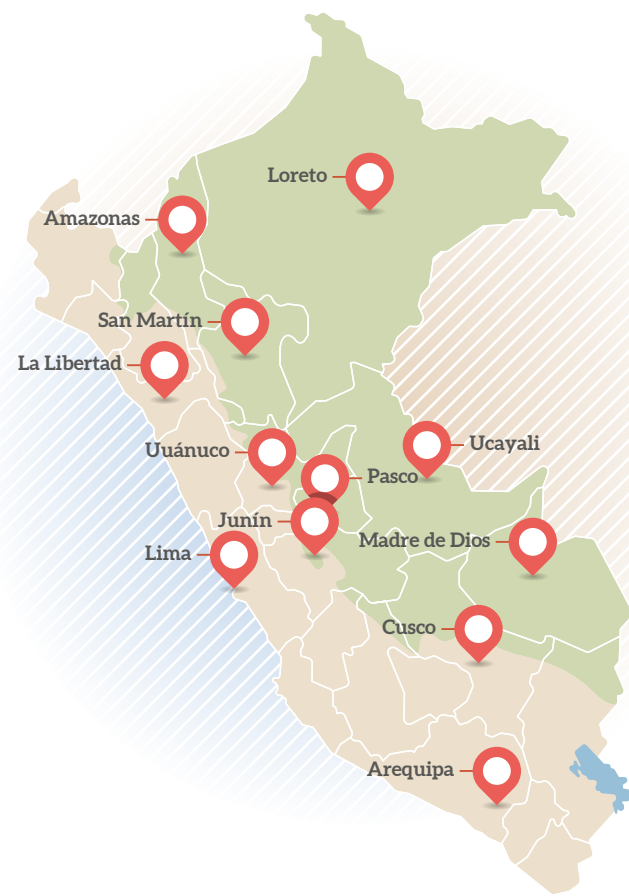 Loreto
Amazonas
San Martín
La Libertad
Ucayali
Uuánuco
Pasco
Junín
Madre de Dios
Lima
Cusco
Arequipa